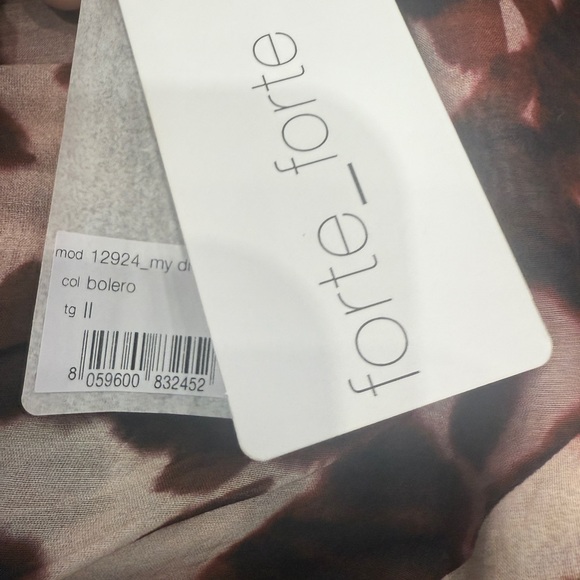 forte_forte
mod 12924_my
col bolero
tg II
8 059600 832452